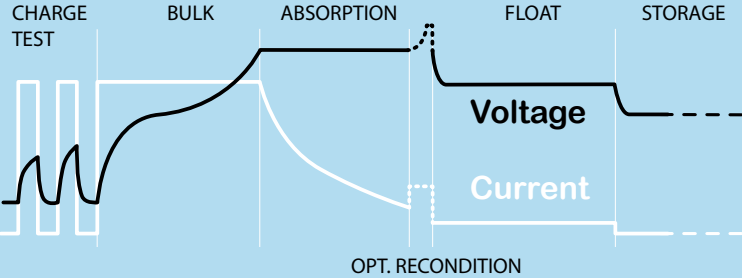 CHARGE
TEST
BULK
ABSORPTION
FLOAT
STORAGE
Voltage
Current
OPT. RECONDITION